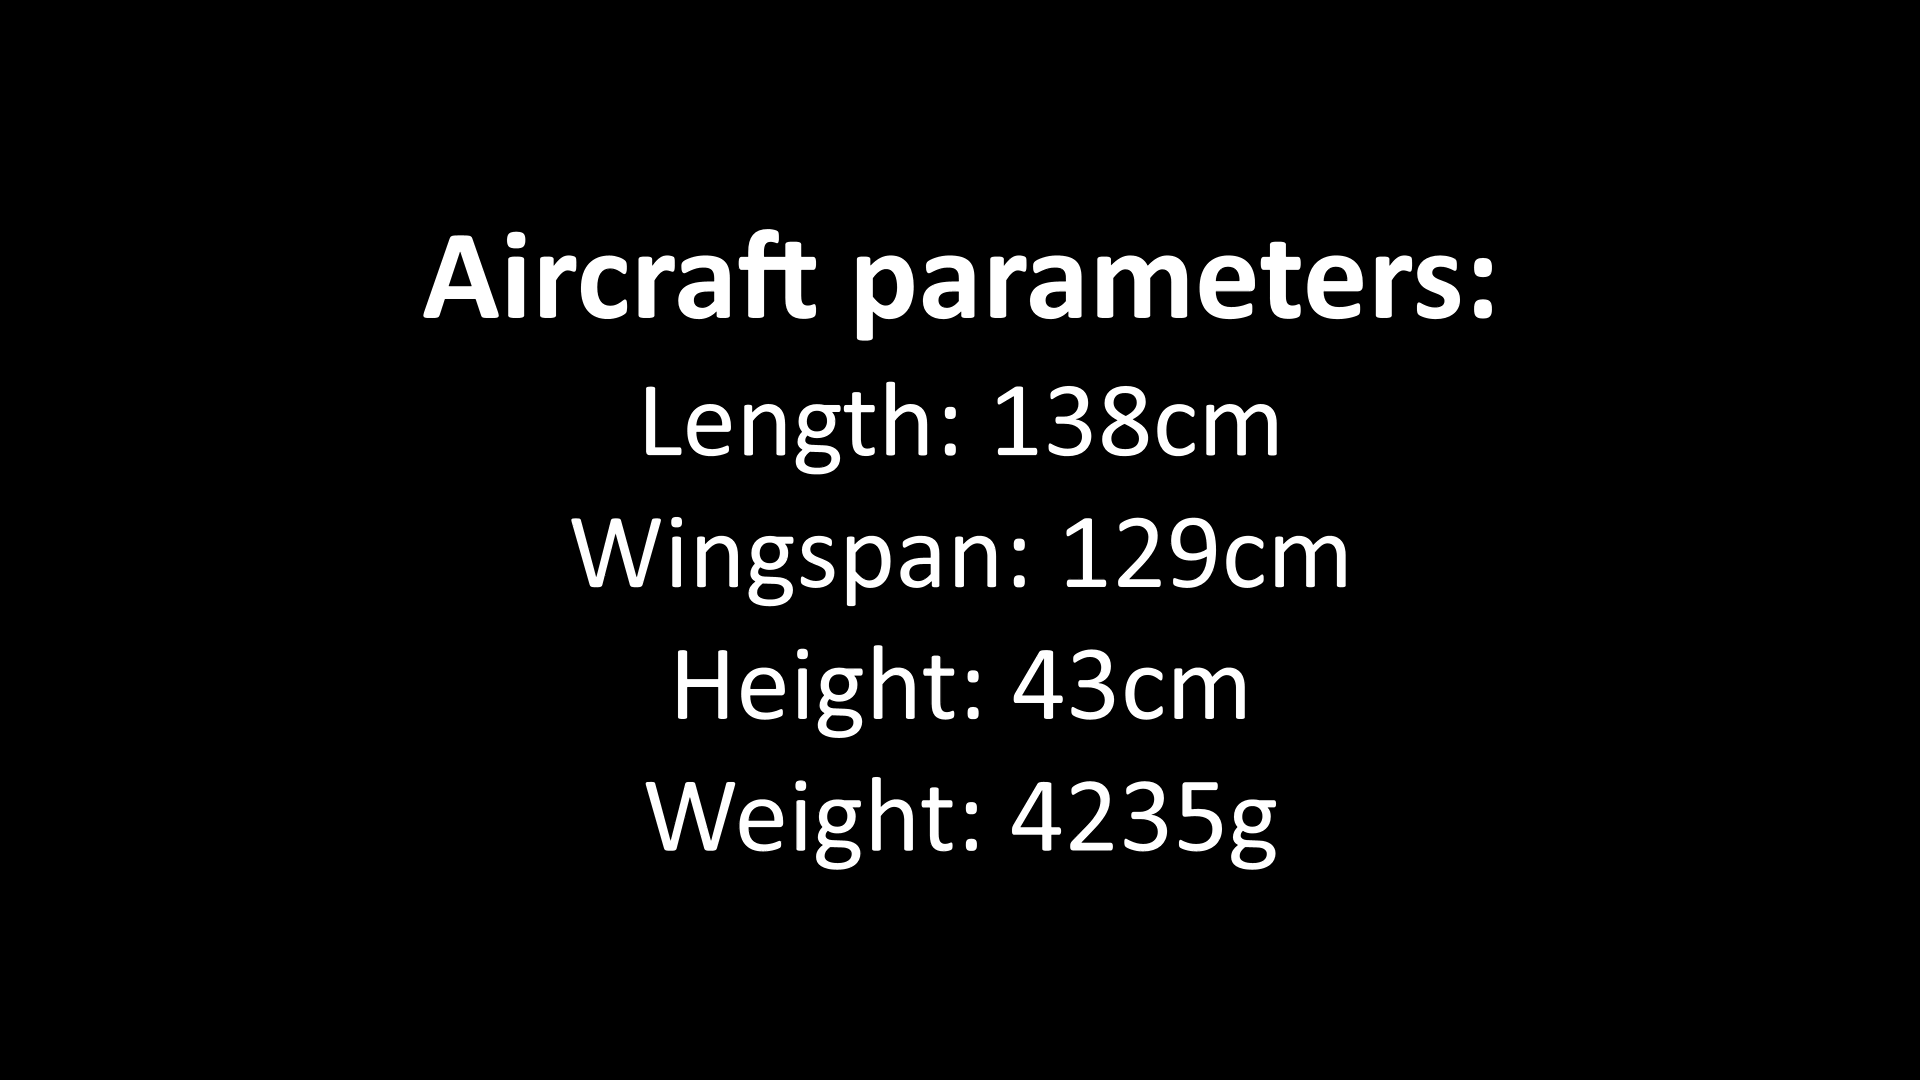 Aircraft parameters:
Length: 138cm
Wingspan: 129cm
Height: 43cm
Weight: 4235g